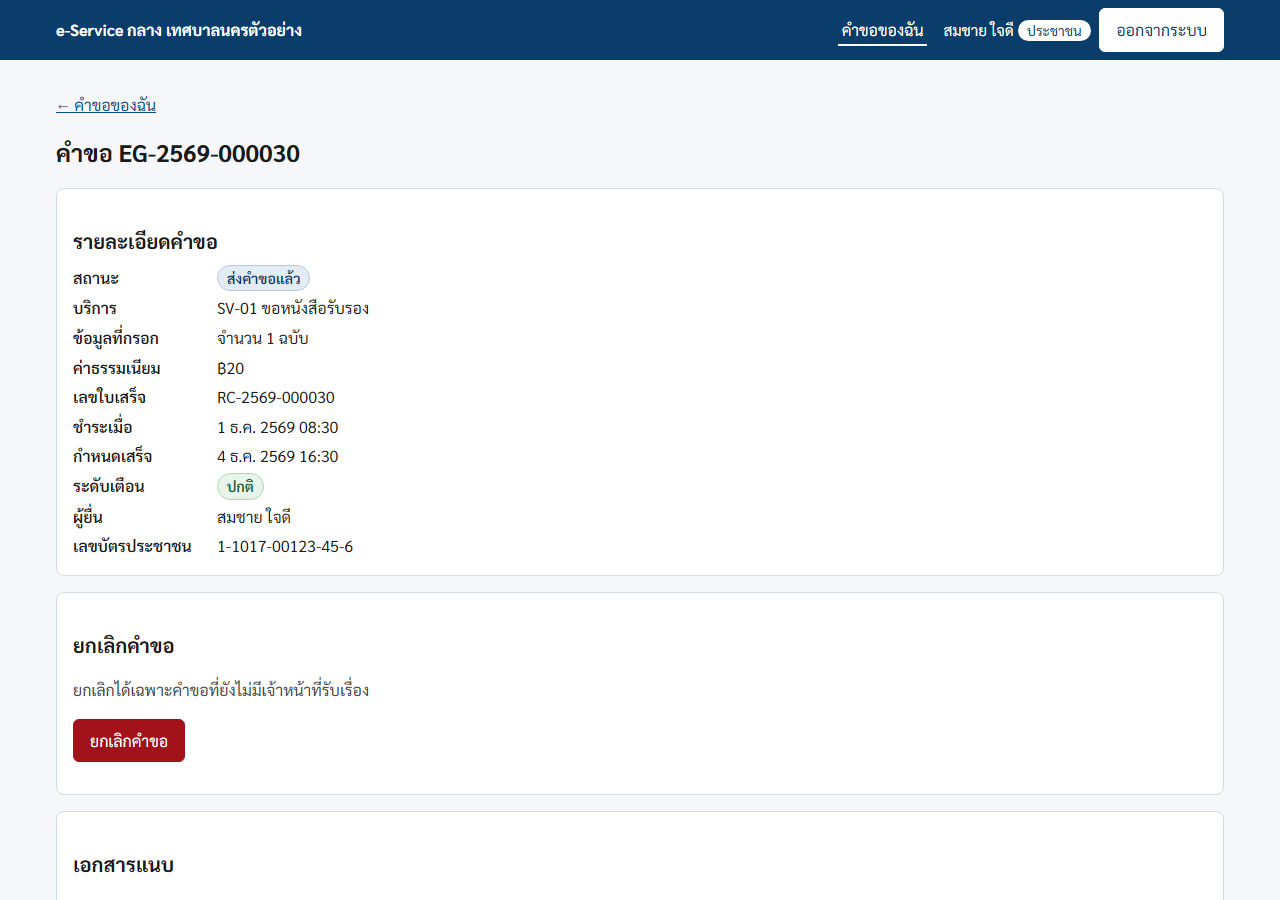 e-Service กลาง เทศบาลนครตัวอย่าง
คำขอของฉัน
สมชาย ใจดี
ประชาชน
ออกจากระบบ
← คำขอของฉัน
คำขอ EG-2569-000030
รายละเอียดคำขอ
สถานะ ส่งคำขอแล้ว
บริการ SV-01 ขอหนังสือรับรอง
ข้อมูลที่กรอก จำนวน 1 ฉบับ
ค่าธรรมเนียม ฿20
เลขใบเสร็จ RC-2569-000030
ชำระเมื่อ 1 ธ.ค. 2569 08:30
กำหนดเสร็จ 4 ธ.ค. 2569 16:30
ระดับเตือน ปกติ
ผู้ยื่น สมชาย ใจดี
เลขบัตรประชาชน 1-1017-00123-45-6
ยกเลิกคำขอ
ยกเลิกได้เฉพาะคำขอที่ยังไม่มีเจ้าหน้าที่รับเรื่อง
ยกเลิกคำขอ
เอกสารแนบ